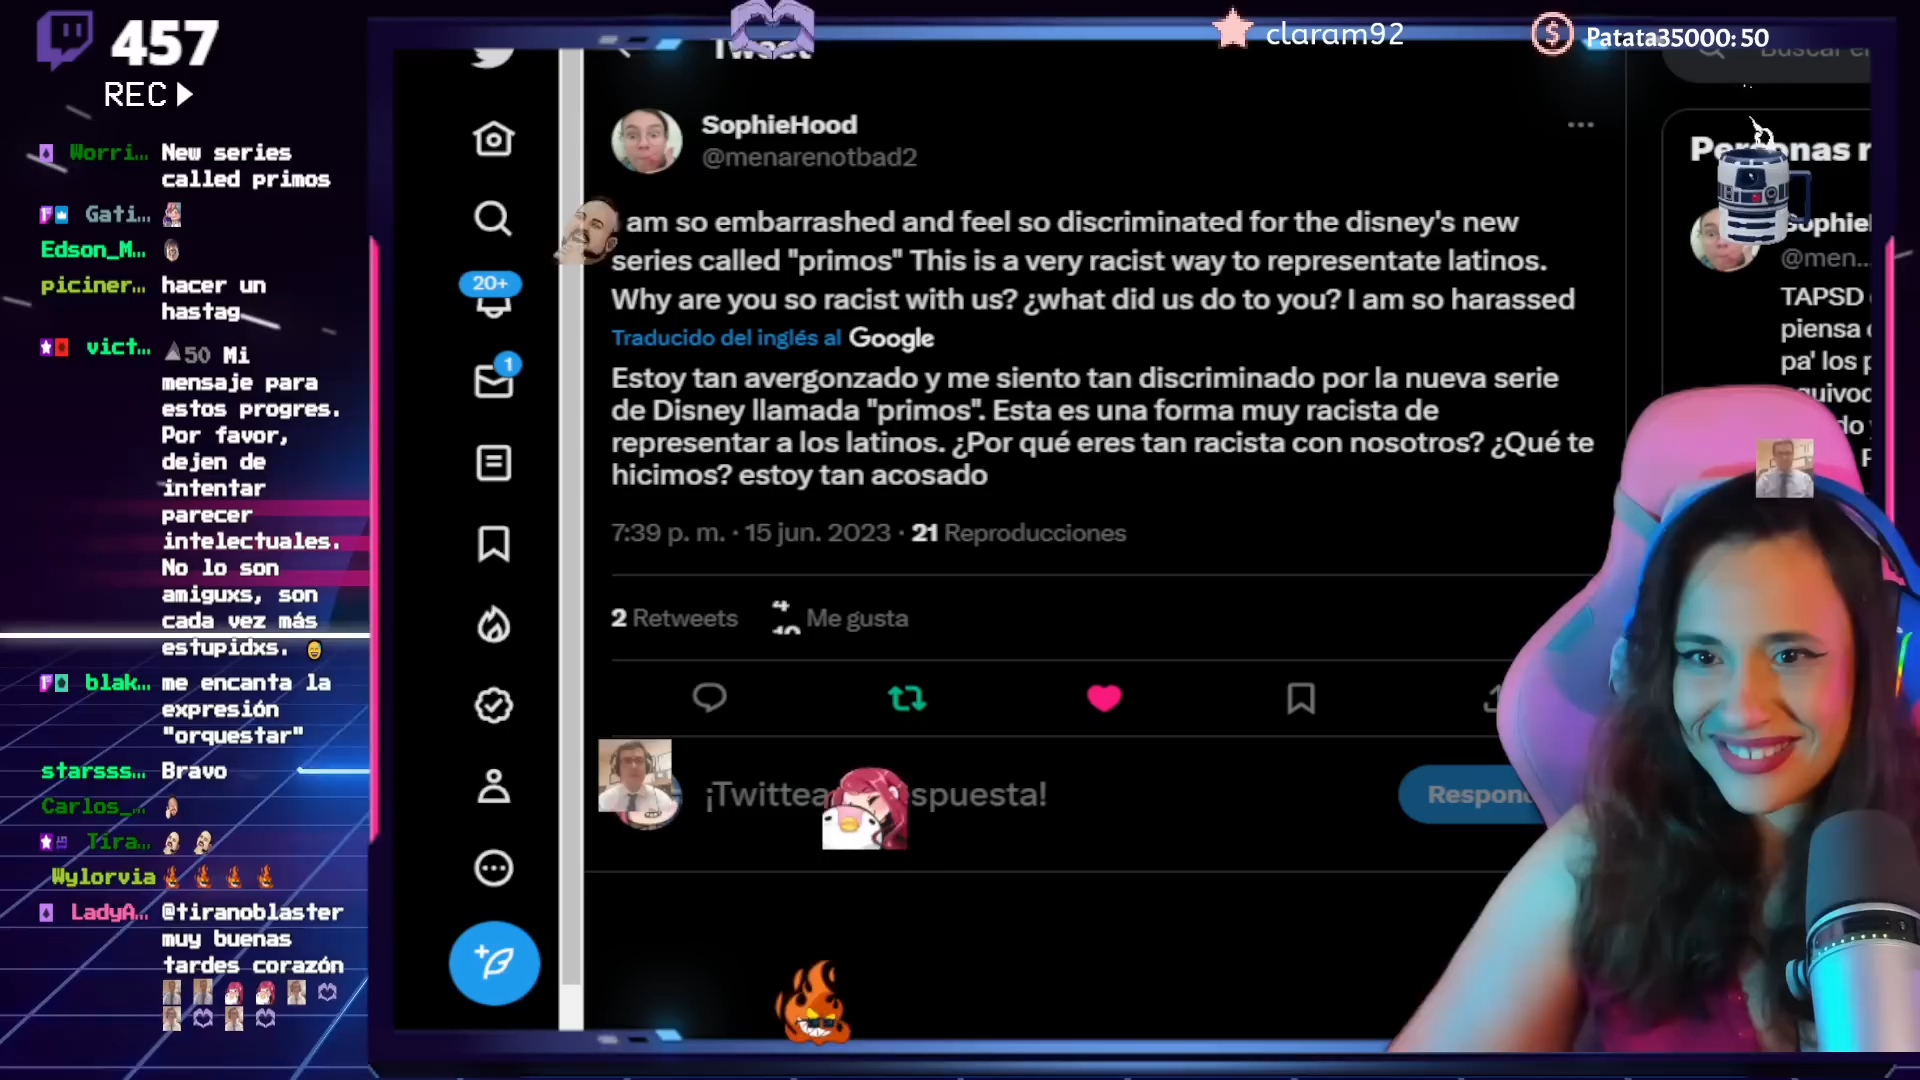 457
REC
claram92
Patata35000: 50
Worri... New series
called primos
Gati...
Edson_M...
piciner... hacer un
hastag
vict... 50 Mi
mensaje para
estos progres.
Por favor,
dejen de
intentar
parecer
intelectuales.
No lo son
amiguxs, son
cada vez más
estupidxs.
blak... me encanta la
expresión
"orquestar"
starsss... Bravo
Carlos_...
Tira...
Wylorvia
LadyA... @tiranoblaster
muy buenas
tardes corazón
20+
1
Tweet
SophieHood
@menarenotbad2
am so embarrashed and feel so discriminated for the disney's new
series called "primos" This is a very racist way to representate latinos.
Why are you so racist with us? ¿what did us do to you? I am so harassed
Traducido del inglés al Google
Estoy tan avergonzado y me siento tan discriminado por la nueva serie
de Disney llamada "primos". Esta es una forma muy racista de
representar a los latinos. ¿Por qué eres tan racista con nosotros? ¿Qué te
hicimos? estoy tan acosado
7:39 p. m. · 15 jun. 2023 · 21 Reproducciones
2 Retweets Me gusta
¡Twittea spuesta!
Respon
Buscar e
Personas r
Sophie
@men...
TAPSD
piensa
pa' los p